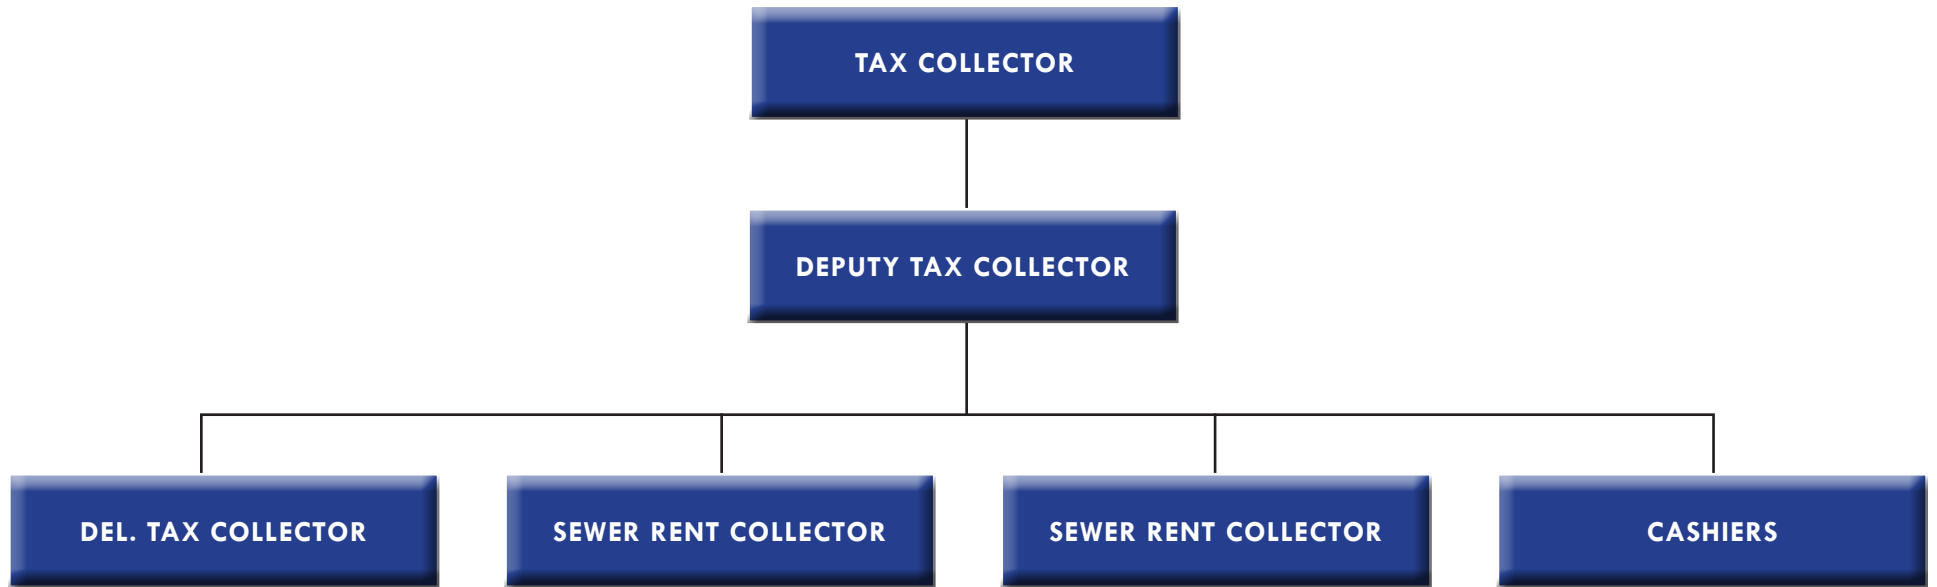 TAX COLLECTOR
DEPUTY TAX COLLECTOR
DEL. TAX COLLECTOR
SEWER RENT COLLECTOR
SEWER RENT COLLECTOR
CASHIERS